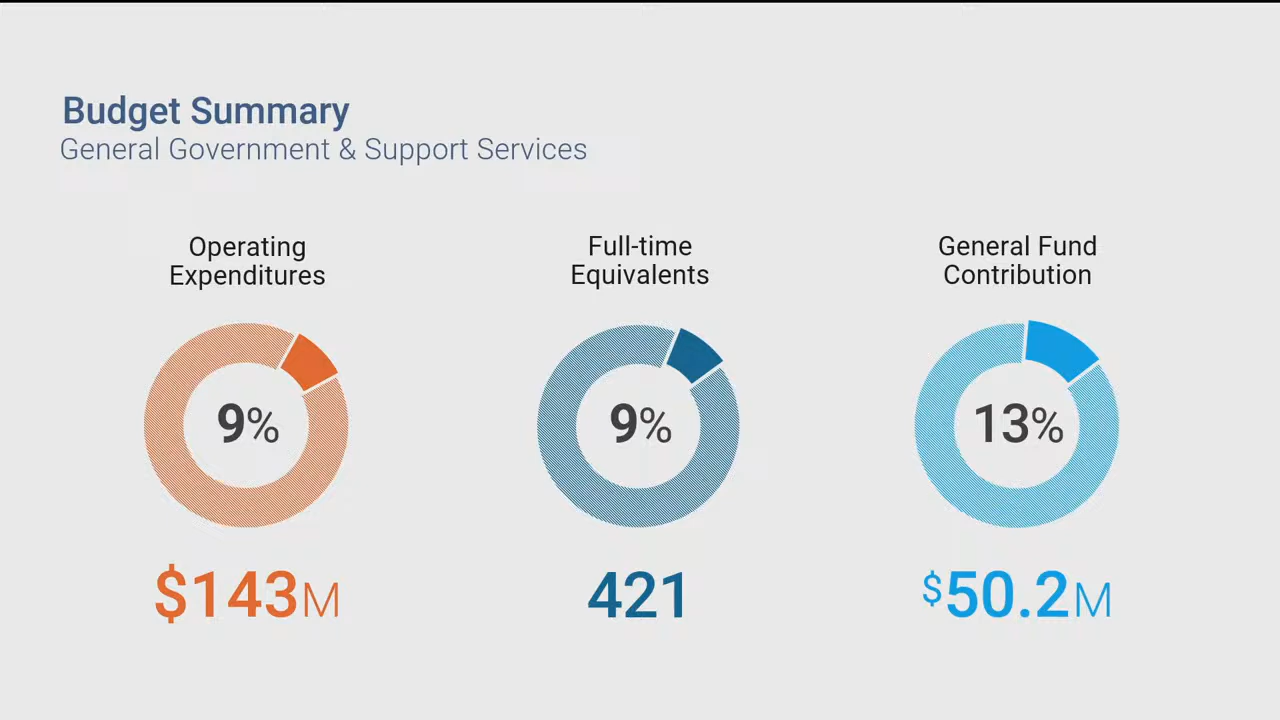 Budget Summary
General Government & Support Services
Operating
Expenditures
9%
$143M
Full-time
Equivalents
9%
421
General Fund
Contribution
13%
$50.2M